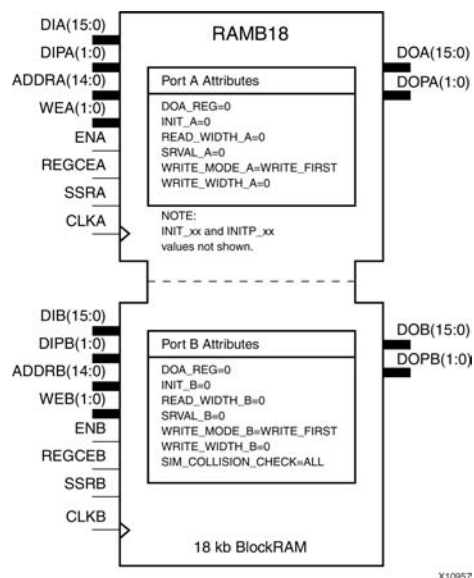 RAMB18
DIA(15:0)
DIPA(1:0)
ADDRA(14:0)
WEA(1:0)
ENA
REGCEA
SSRA
CLKA
Port A Attributes
DOA_REG=0
INIT_A=0
READ_WIDTH_A=0
SRVAL_A=0
WRITE_MODE_A=WRITE_FIRST
WRITE_WIDTH_A=0
NOTE:
INIT_xx and INITP_xx
values not shown.
DOA(15:0)
DOPA(1:0)
DIB(15:0)
DIPB(1:0)
ADDRB(14:0)
WEB(1:0)
ENB
REGCEB
SSRB
CLKB
Port B Attributes
DOA_REG=0
INIT_B=0
READ_WIDTH_B=0
SRVAL_B=0
WRITE_MODE_B=WRITE_FIRST
WRITE_WIDTH_B=0
SIM_COLLISION_CHECK=ALL
DOB(15:0)
DOPB(1:0)
18 kb BlockRAM
X10957